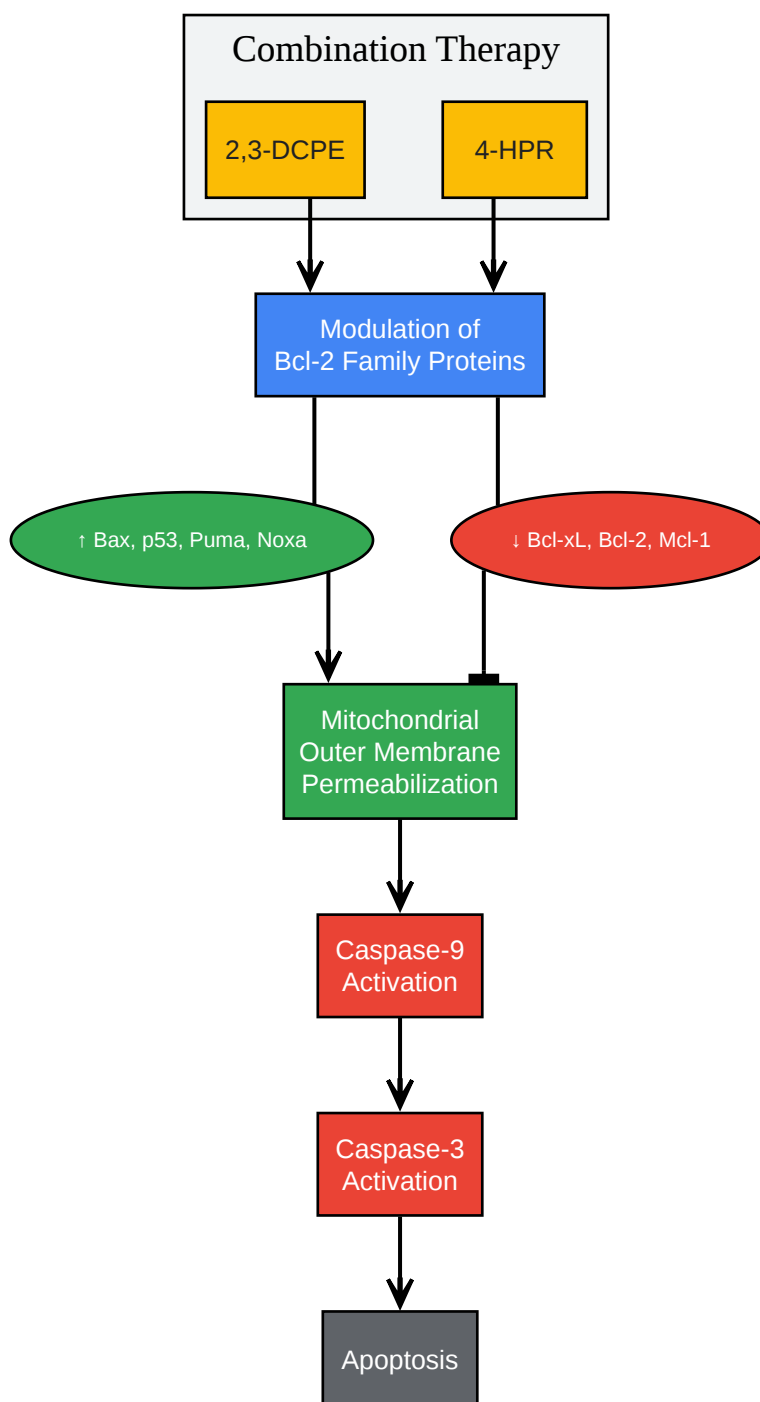 Combination Therapy
2,3-DCPE
4-HPR
Modulation of
Bcl-2 Family Proteins
↑ Bax, p53, Puma, Noxa
↓ Bcl-xL, Bcl-2, Mcl-1
Mitochondrial
Outer Membrane
Permeabilization
Caspase-9
Activation
Caspase-3
Activation
Apoptosis